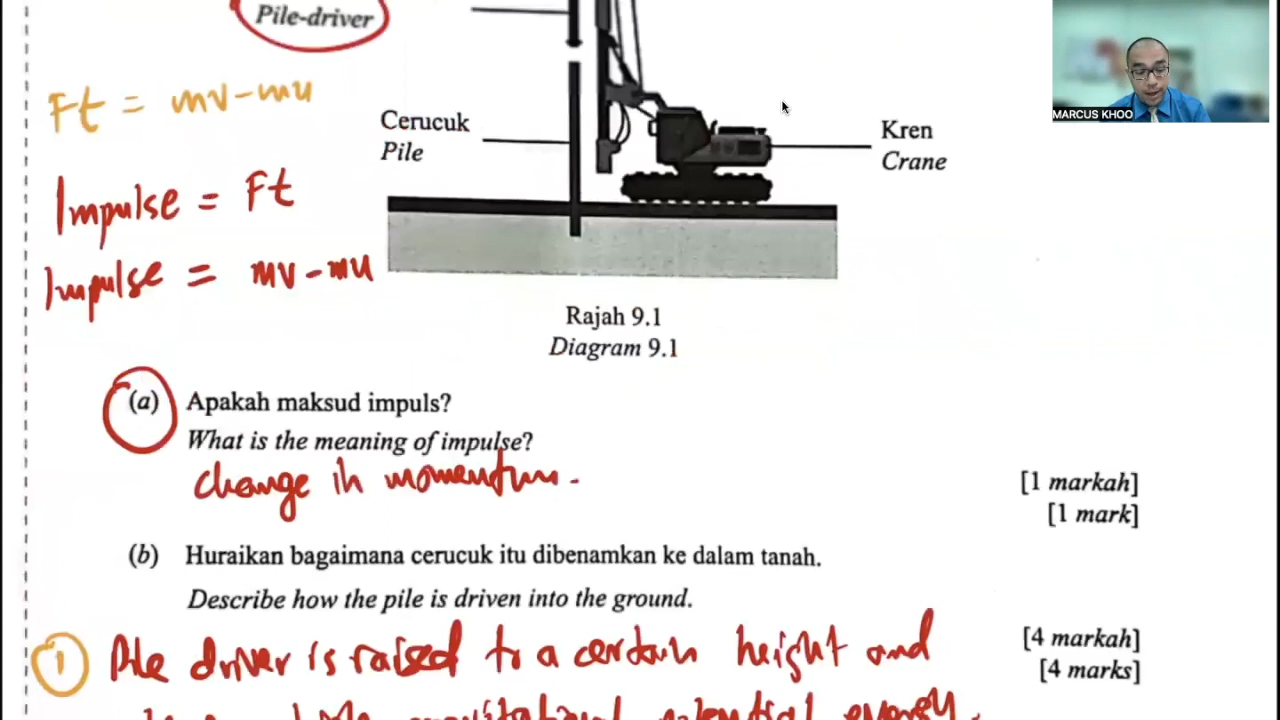 Pile-driver
Ft = mv-mu
Cerucuk
Pile
Kren
Crane
MARCUS KHOO
Impulse = Ft
Impulse = mv-mu
Rajah 9.1
Diagram 9.1
(a) Apakah maksud impuls?
What is the meaning of impulse?
change in momentum.
[1 markah]
[1 mark]
(b) Huraikan bagaimana cerucuk itu dibenamkan ke dalam tanah.
Describe how the pile is driven into the ground.
[4 markah]
[4 marks]
1 Pile driver is raised to a certain height and
gravitational potential energy.